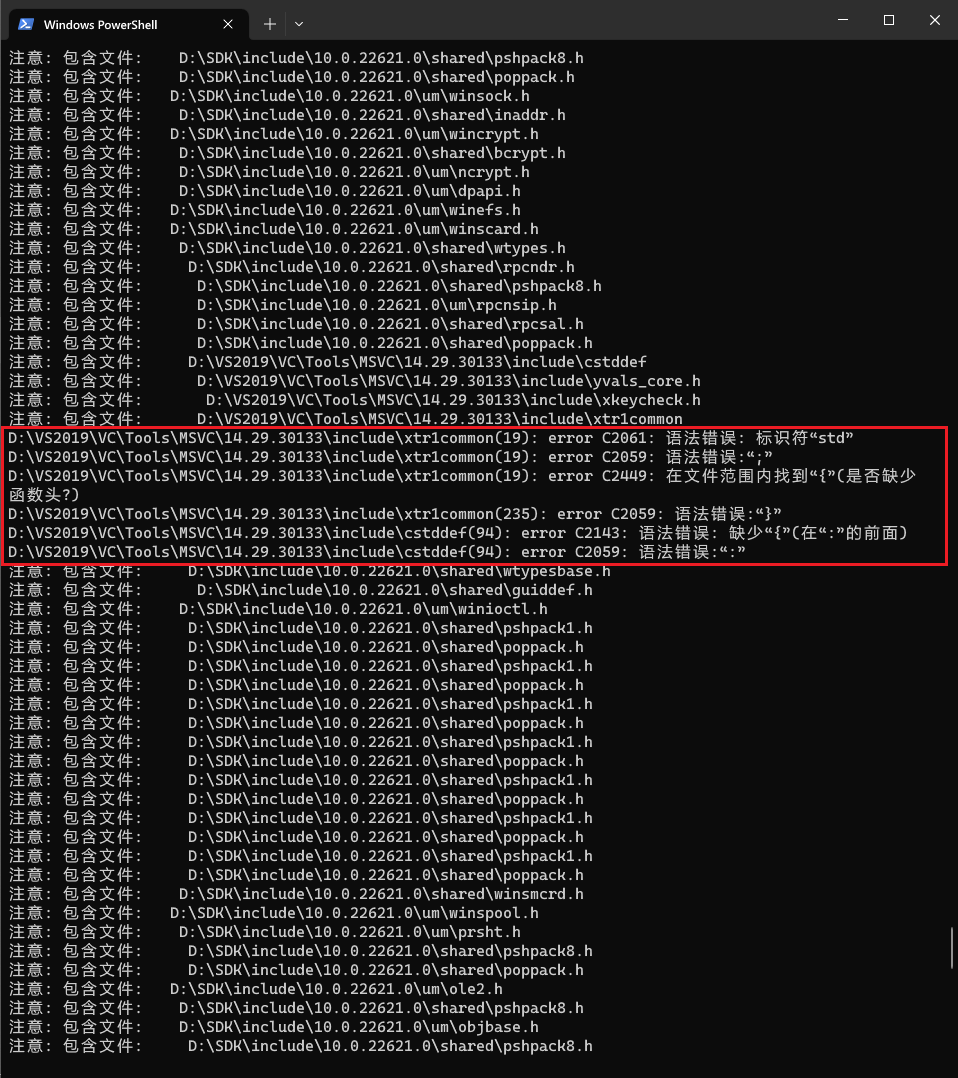 Windows PowerShell
注意: 包含文件:    D:\SDK\include\10.0.22621.0\shared\pshpack8.h
注意: 包含文件:    D:\SDK\include\10.0.22621.0\shared\poppack.h
注意: 包含文件:   D:\SDK\include\10.0.22621.0\um\winsock.h
注意: 包含文件:    D:\SDK\include\10.0.22621.0\shared\inaddr.h
注意: 包含文件:   D:\SDK\include\10.0.22621.0\um\wincrypt.h
注意: 包含文件:    D:\SDK\include\10.0.22621.0\shared\bcrypt.h
注意: 包含文件:    D:\SDK\include\10.0.22621.0\um\ncrypt.h
注意: 包含文件:    D:\SDK\include\10.0.22621.0\um\dpapi.h
注意: 包含文件:   D:\SDK\include\10.0.22621.0\um\winefs.h
注意: 包含文件:   D:\SDK\include\10.0.22621.0\um\winscard.h
注意: 包含文件:    D:\SDK\include\10.0.22621.0\shared\wtypes.h
注意: 包含文件:     D:\SDK\include\10.0.22621.0\shared\rpcndr.h
注意: 包含文件:      D:\SDK\include\10.0.22621.0\shared\pshpack8.h
注意: 包含文件:      D:\SDK\include\10.0.22621.0\um\rpcnsip.h
注意: 包含文件:      D:\SDK\include\10.0.22621.0\shared\rpcsal.h
注意: 包含文件:      D:\SDK\include\10.0.22621.0\shared\poppack.h
注意: 包含文件:     D:\VS2019\VC\Tools\MSVC\14.29.30133\include\cstddef
注意: 包含文件:      D:\VS2019\VC\Tools\MSVC\14.29.30133\include\yvals_core.h
注意: 包含文件:       D:\VS2019\VC\Tools\MSVC\14.29.30133\include\xkeycheck.h
注意: 包含文件:      D:\VS2019\VC\Tools\MSVC\14.29.30133\include\xtr1common
D:\VS2019\VC\Tools\MSVC\14.29.30133\include\xtr1common(19): error C2061: 语法错误: 标识符“std”
D:\VS2019\VC\Tools\MSVC\14.29.30133\include\xtr1common(19): error C2059: 语法错误:“;”
D:\VS2019\VC\Tools\MSVC\14.29.30133\include\xtr1common(19): error C2449: 在文件范围内找到“{”(是否缺少
函数头?)
D:\VS2019\VC\Tools\MSVC\14.29.30133\include\xtr1common(235): error C2059: 语法错误:“}”
D:\VS2019\VC\Tools\MSVC\14.29.30133\include\cstddef(94): error C2143: 语法错误: 缺少“{”(在“:”的前面)
D:\VS2019\VC\Tools\MSVC\14.29.30133\include\cstddef(94): error C2059: 语法错误:“:”
注意: 包含文件:     D:\SDK\include\10.0.22621.0\shared\wtypesbase.h
注意: 包含文件:      D:\SDK\include\10.0.22621.0\shared\guiddef.h
注意: 包含文件:    D:\SDK\include\10.0.22621.0\um\winioctl.h
注意: 包含文件:     D:\SDK\include\10.0.22621.0\shared\pshpack1.h
注意: 包含文件:     D:\SDK\include\10.0.22621.0\shared\poppack.h
注意: 包含文件:     D:\SDK\include\10.0.22621.0\shared\pshpack1.h
注意: 包含文件:     D:\SDK\include\10.0.22621.0\shared\poppack.h
注意: 包含文件:     D:\SDK\include\10.0.22621.0\shared\pshpack1.h
注意: 包含文件:     D:\SDK\include\10.0.22621.0\shared\poppack.h
注意: 包含文件:     D:\SDK\include\10.0.22621.0\shared\pshpack1.h
注意: 包含文件:     D:\SDK\include\10.0.22621.0\shared\poppack.h
注意: 包含文件:     D:\SDK\include\10.0.22621.0\shared\pshpack1.h
注意: 包含文件:     D:\SDK\include\10.0.22621.0\shared\poppack.h
注意: 包含文件:     D:\SDK\include\10.0.22621.0\shared\pshpack1.h
注意: 包含文件:     D:\SDK\include\10.0.22621.0\shared\poppack.h
注意: 包含文件:     D:\SDK\include\10.0.22621.0\shared\pshpack1.h
注意: 包含文件:     D:\SDK\include\10.0.22621.0\shared\poppack.h
注意: 包含文件:    D:\SDK\include\10.0.22621.0\shared\winsmcrd.h
注意: 包含文件:   D:\SDK\include\10.0.22621.0\um\winspool.h
注意: 包含文件:    D:\SDK\include\10.0.22621.0\um\prsht.h
注意: 包含文件:     D:\SDK\include\10.0.22621.0\shared\pshpack8.h
注意: 包含文件:     D:\SDK\include\10.0.22621.0\shared\poppack.h
注意: 包含文件:   D:\SDK\include\10.0.22621.0\um\ole2.h
注意: 包含文件:    D:\SDK\include\10.0.22621.0\shared\pshpack8.h
注意: 包含文件:    D:\SDK\include\10.0.22621.0\um\objbase.h
注意: 包含文件:     D:\SDK\include\10.0.22621.0\shared\pshpack8.h